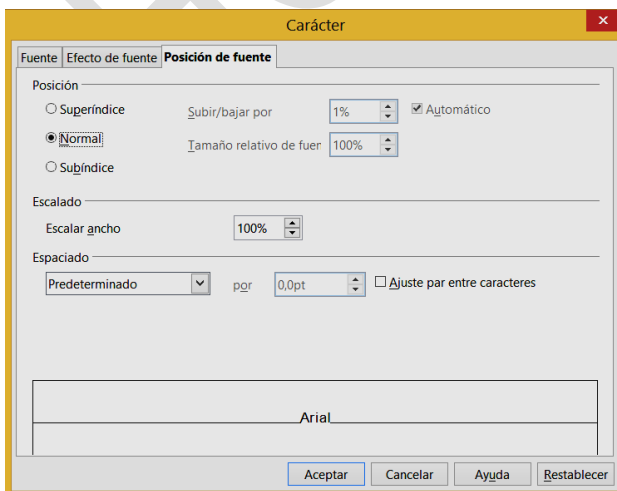 Carácter
Fuente Efecto de fuente Posición de fuente
Posición
Superíndice Subir/bajar por 1% Automático
Normal Tamaño relativo de fuen 100%
Subíndice
Escalado
Escalar ancho 100%
Espaciado
Predeterminado por 0,0pt Ajuste par entre caracteres
Arial
Aceptar Cancelar Ayuda Restablecer